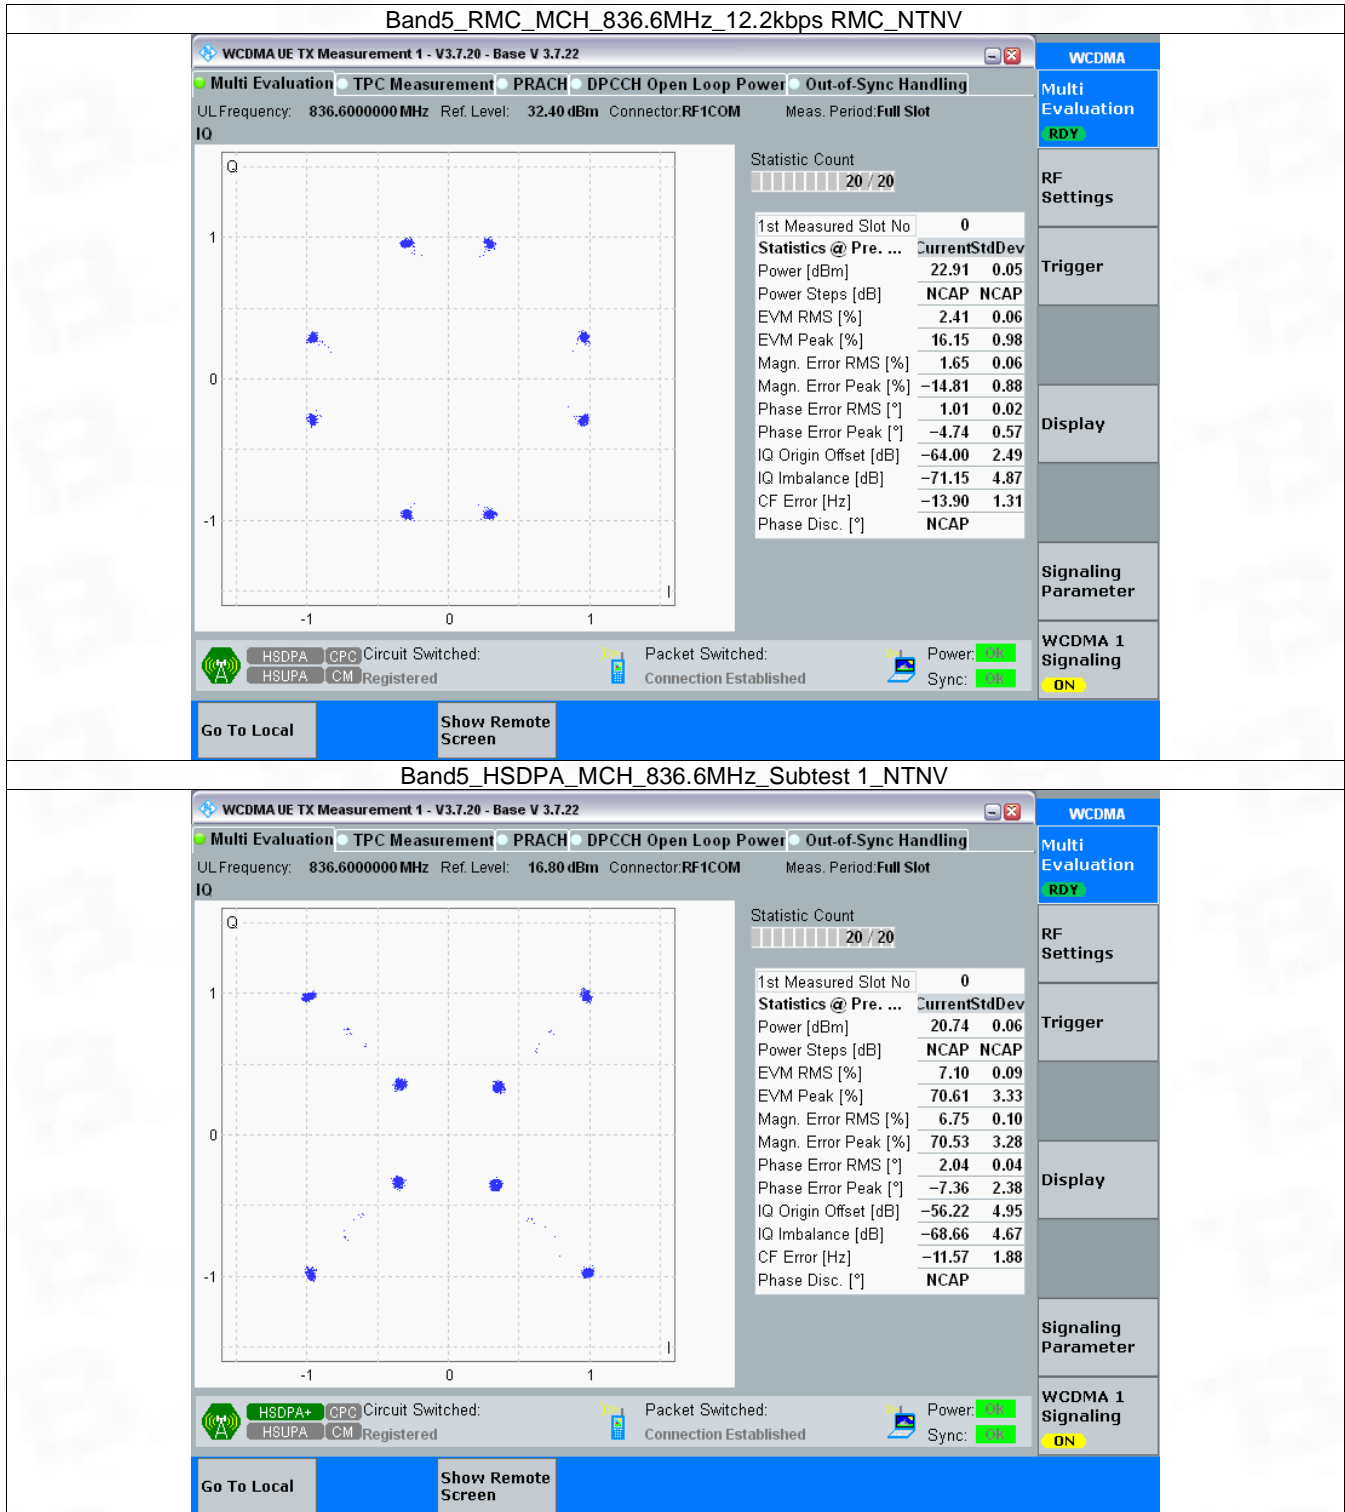 Band5_RMC_MCH_836.6MHz_12.2kbps RMC_NTNV
WCDMA UE TX Measurement 1 - V3.7.20 - Base V 3.7.22
WCDMA
Multi Evaluation TPC Measurement PRACH DPCCH Open Loop Power Out-of-Sync Handling
Multi
Evaluation
RDY
UL Frequency: 836.6000000 MHz Ref. Level: 32.40 dBm Connector:RF1COM Meas. Period:Full Slot
IQ
Q
1
0
-1
I
-1 0 1
Statistic Count
20 / 20
1st Measured Slot No 0
Statistics @ Pre. ... Current StdDev
Power [dBm] 22.91 0.05
Power Steps [dB] NCAP NCAP
EVM RMS [%] 2.41 0.06
EVM Peak [%] 16.15 0.98
Magn. Error RMS [%] 1.65 0.06
Magn. Error Peak [%] −14.81 0.88
Phase Error RMS [°] 1.01 0.02
Phase Error Peak [°] −4.74 0.57
IQ Origin Offset [dB] −64.00 2.49
IQ Imbalance [dB] −71.15 4.87
CF Error [Hz] −13.90 1.31
Phase Disc. [°] NCAP
RF
Settings
Trigger
Display
Signaling
Parameter
WCDMA 1
Signaling
ON
HSDPA CPC Circuit Switched: Packet Switched: Power: Ok
HSUPA CM Registered Connection Established Sync: Ok
Go To Local
Show Remote
Screen
Band5_HSDPA_MCH_836.6MHz_Subtest 1_NTNV
WCDMA UE TX Measurement 1 - V3.7.20 - Base V 3.7.22
WCDMA
Multi Evaluation TPC Measurement PRACH DPCCH Open Loop Power Out-of-Sync Handling
Multi
Evaluation
RDY
UL Frequency: 836.6000000 MHz Ref. Level: 16.80 dBm Connector:RF1COM Meas. Period:Full Slot
IQ
Q
1
0
-1
I
-1 0 1
Statistic Count
20 / 20
1st Measured Slot No 0
Statistics @ Pre. ... Current StdDev
Power [dBm] 20.74 0.06
Power Steps [dB] NCAP NCAP
EVM RMS [%] 7.10 0.09
EVM Peak [%] 70.61 3.33
Magn. Error RMS [%] 6.75 0.10
Magn. Error Peak [%] 70.53 3.28
Phase Error RMS [°] 2.04 0.04
Phase Error Peak [°] −7.36 2.38
IQ Origin Offset [dB] −56.22 4.95
IQ Imbalance [dB] −68.66 4.67
CF Error [Hz] −11.57 1.88
Phase Disc. [°] NCAP
RF
Settings
Trigger
Display
Signaling
Parameter
WCDMA 1
Signaling
ON
HSDPA+ CPC Circuit Switched: Packet Switched: Power: Ok
HSUPA CM Registered Connection Established Sync: Ok
Go To Local
Show Remote
Screen